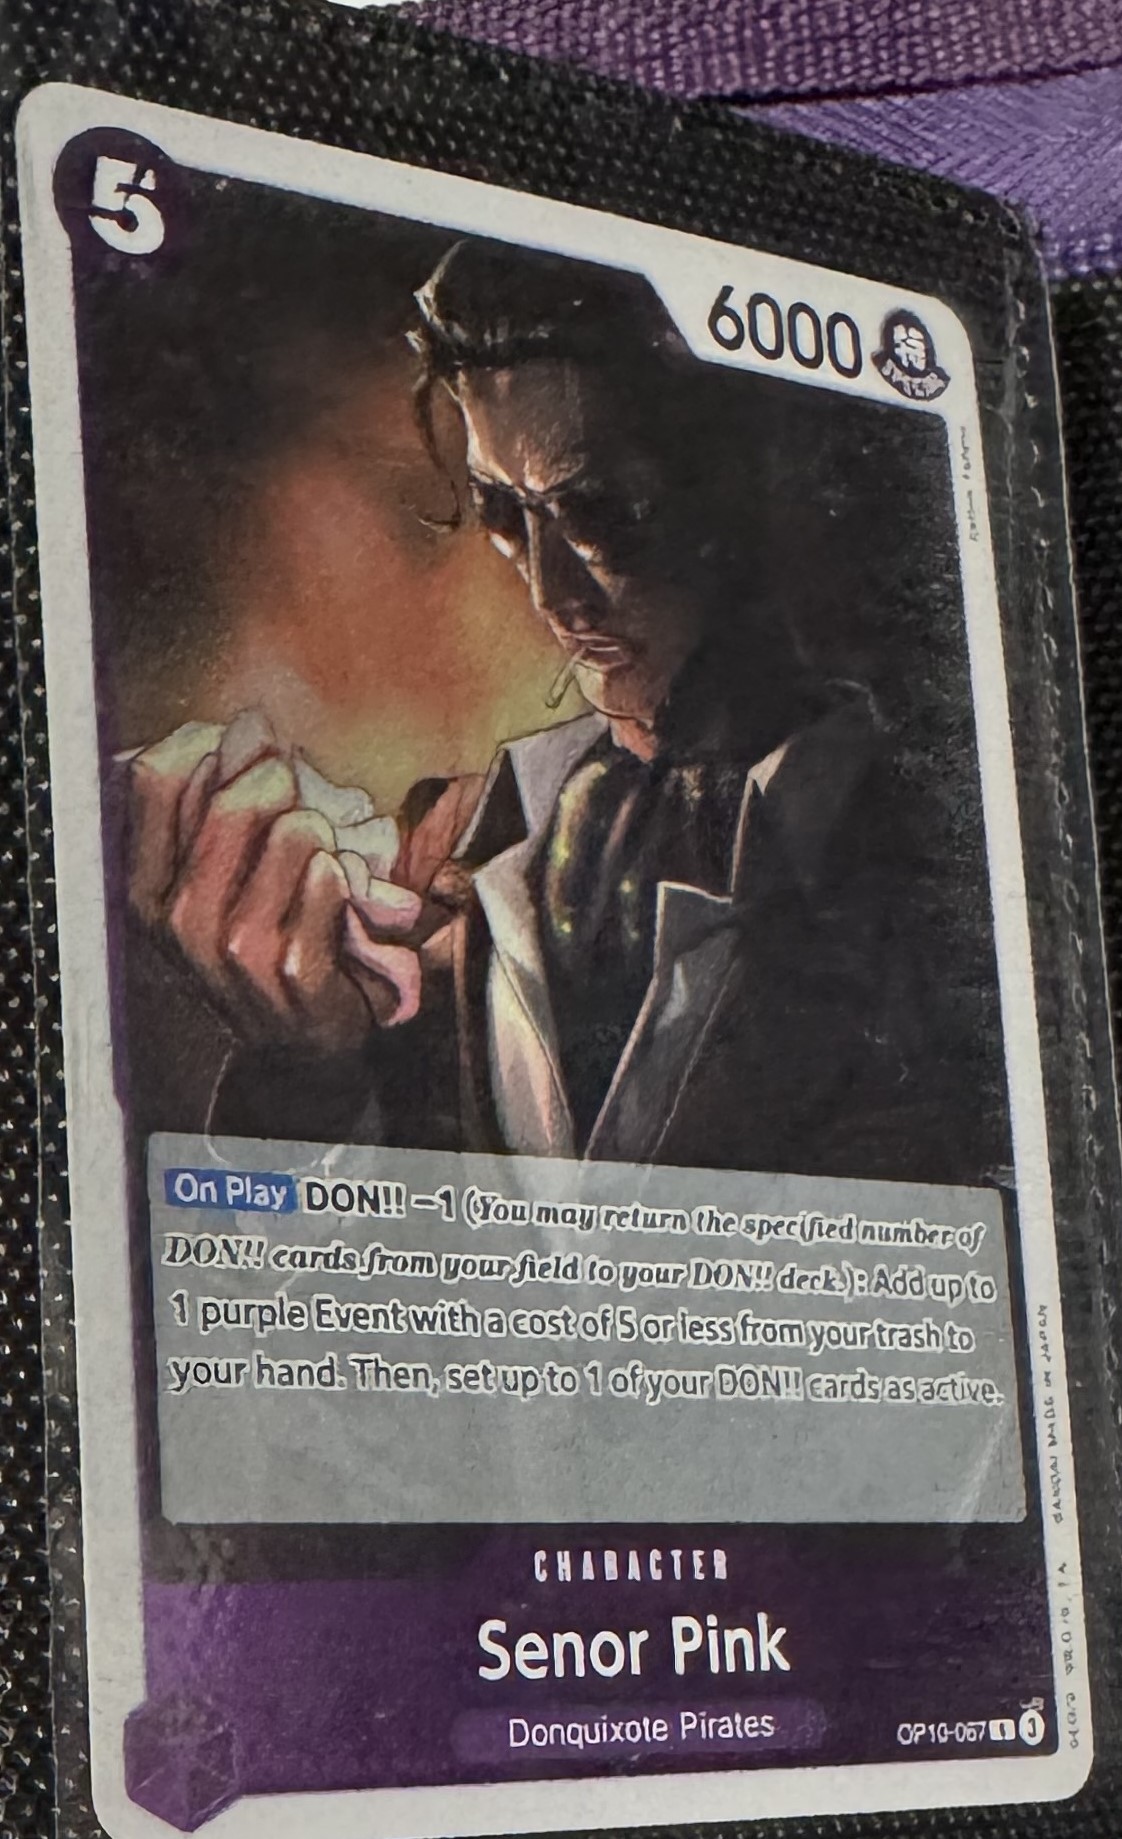 5
6000
On Play DON!! −1 (You may return the specified number of
DON!! cards from your field to your DON!! deck.): Add up to
1 purple Event with a cost of 5 or less from your trash to
your hand. Then, set up to 1 of your DON!! cards as active.
CHARACTER
Senor Pink
Donquixote Pirates
OP10-067